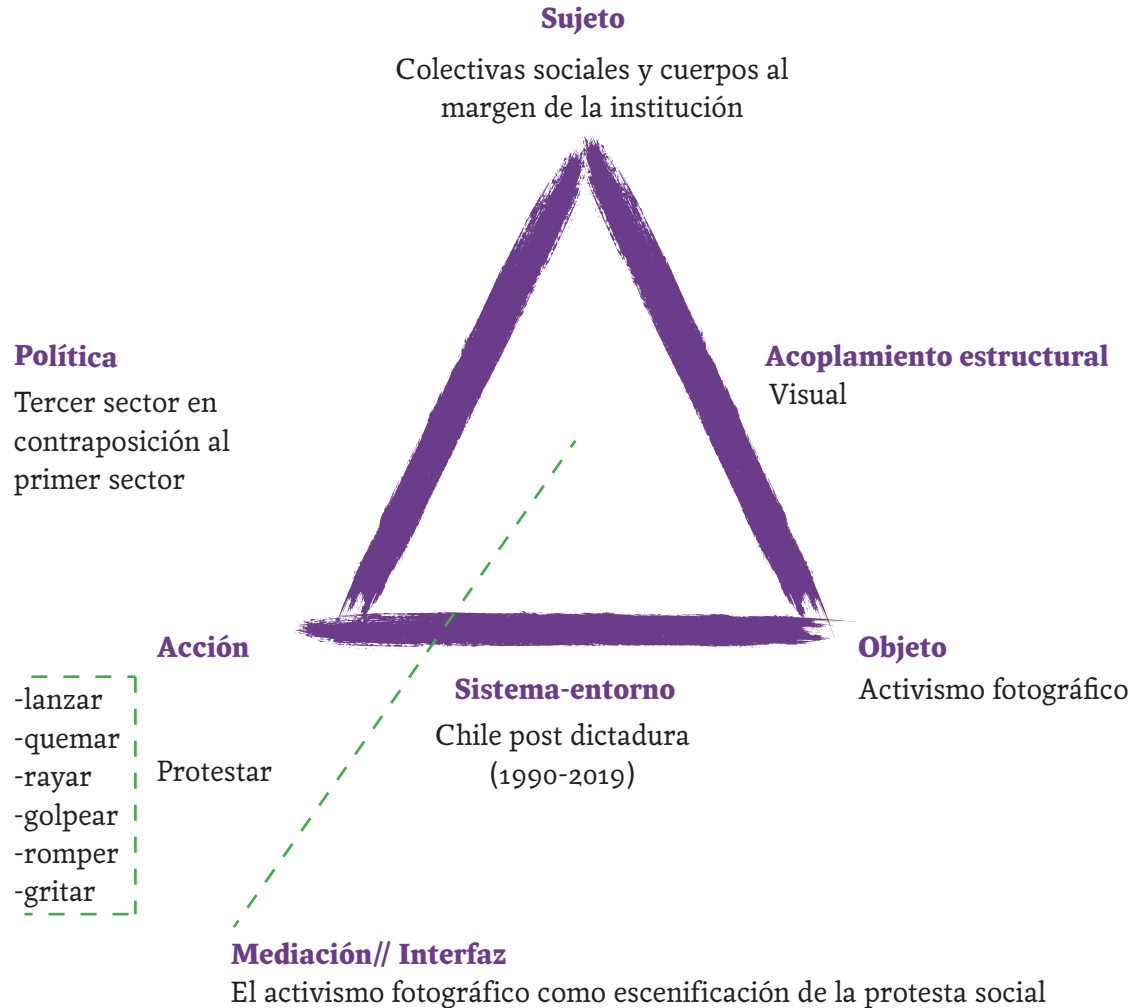 Sujeto
Colectivas sociales y cuerpos al
margen de la institución
Política
Tercer sector en
contraposición al
primer sector
Acoplamiento estructural
Visual
Acción
-lanzar
-quemar
-rayar
-golpear
-romper
-gritar
Protestar
Sistema-entorno
Chile post dictadura
(1990-2019)
Objeto
Activismo fotográfico
Mediación// Interfaz
El activismo fotográfico como escenificación de la protesta social